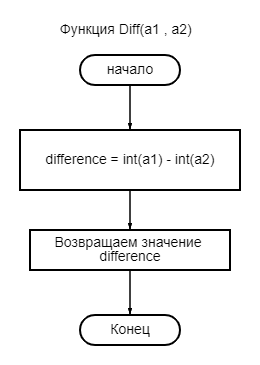 Функция Diff(a1 , a2)
начало
difference = int(a1) - int(a2)
Возвращаем значение
difference
Конец